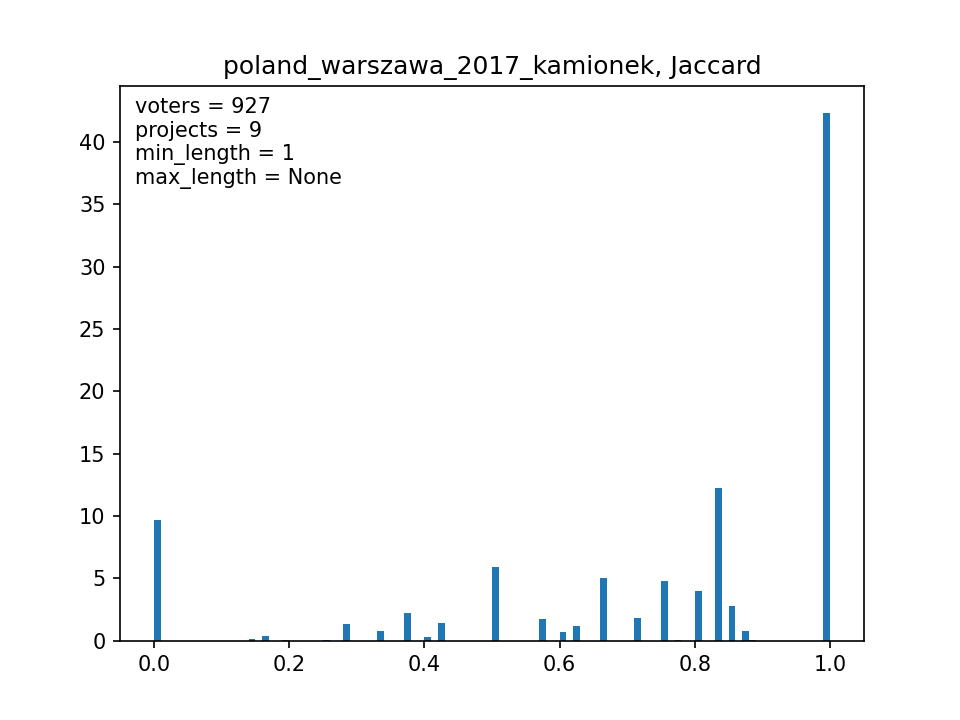 poland_warszawa_2017_kamionek, Jaccard
voters = 927
projects = 9
min_length = 1
max_length = None
40
35
30
25
20
15
10
5
0
0.0 0.2 0.4 0.6 0.8 1.0